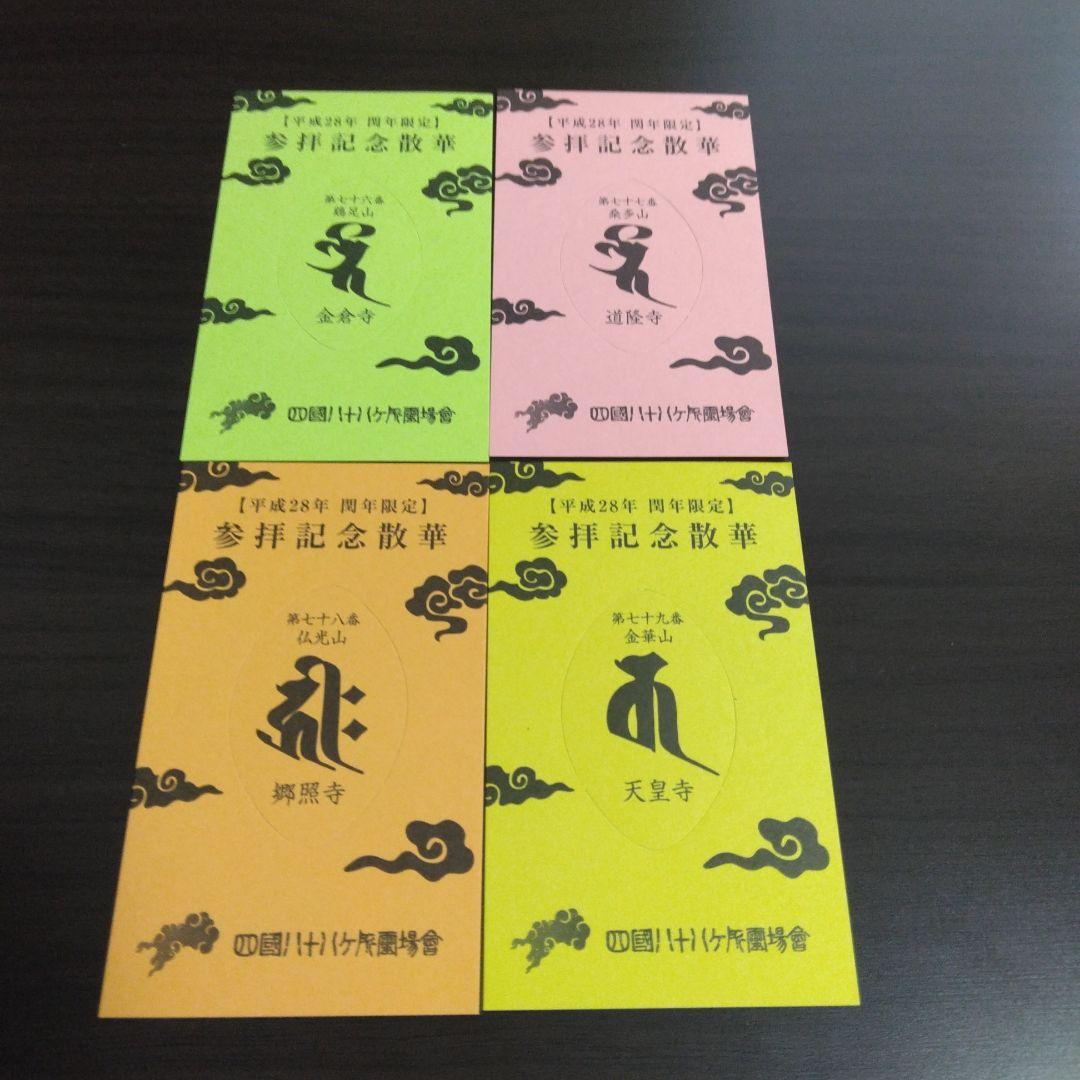 【平成28年 閏年限定】
参拝記念散華
第七十六番
鶏足山
金倉寺
四國八十八ケ所霊場會
【平成28年 閏年限定】
参拝記念散華
第七十七番
桑多山
道隆寺
四國八十八ケ所霊場會
【平成28年 閏年限定】
参拝記念散華
第七十八番
仏光山
郷照寺
四國八十八ケ所霊場會
【平成28年 閏年限定】
参拝記念散華
第七十九番
金華山
天皇寺
四國八十八ケ所霊場會